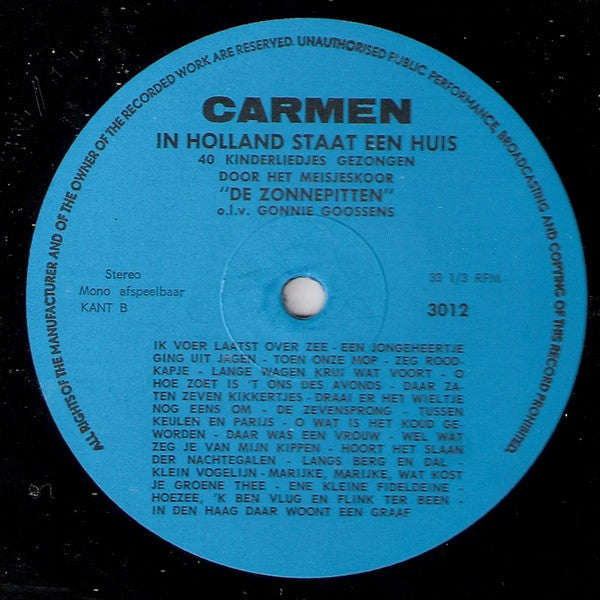 ALL RIGHTS OF THE MANUFACTURER AND OF THE OWNER OF THE RECORDED WORK ARE RESERVED. UNAUTHORISED PUBLIC PERFORMANCE, BROADCASTING AND COPYING OF THIS RECORD PROHIBITED.
CARMEN
IN HOLLAND STAAT EEN HUIS
40 KINDERLIEDJES GEZONGEN
DOOR HET MEISJESKOOR
"DE ZONNEPITTEN"
o.l.v. GONNIE GOOSSENS
Stereo
Mono afspeelbaar
KANT B
33 1/3 RPM
3012
IK VOER LAATST OVER ZEE - EEN JONGEHEERTJE
GING UIT JAGEN - TOEN ONZE MOP - ZEG ROOD-
KAPJE - LANGE WAGEN KRUI WAT VOORT - O
HOE ZOET IS 'T ONS DES AVONDS - DAAR ZA-
TEN ZEVEN KIKKERTJES - DRAAI ER HET WIELTJE
NOG EENS OM - DE ZEVENSPRONG - TUSSEN
KEULEN EN PARIJS - O WAT IS HET KOUD GE-
WORDEN - DAAR WAS EEN VROUW - WEL WAT
ZEG JE VAN MIJN KIPPEN - HOORT HET SLAAN
DER NACHTEGALEN - LANGS BERG EN DAL -
KLEIN VOGELIJN - MARIJKE, MARIJKE, WAT KOST
JE GROENE THEE - ENE KLEINE FIDELDEINE -
HOEZEE, 'K BEN VLUG EN FLINK TER BEEN -
IN DEN HAAG DAAR WOONT EEN GRAAF